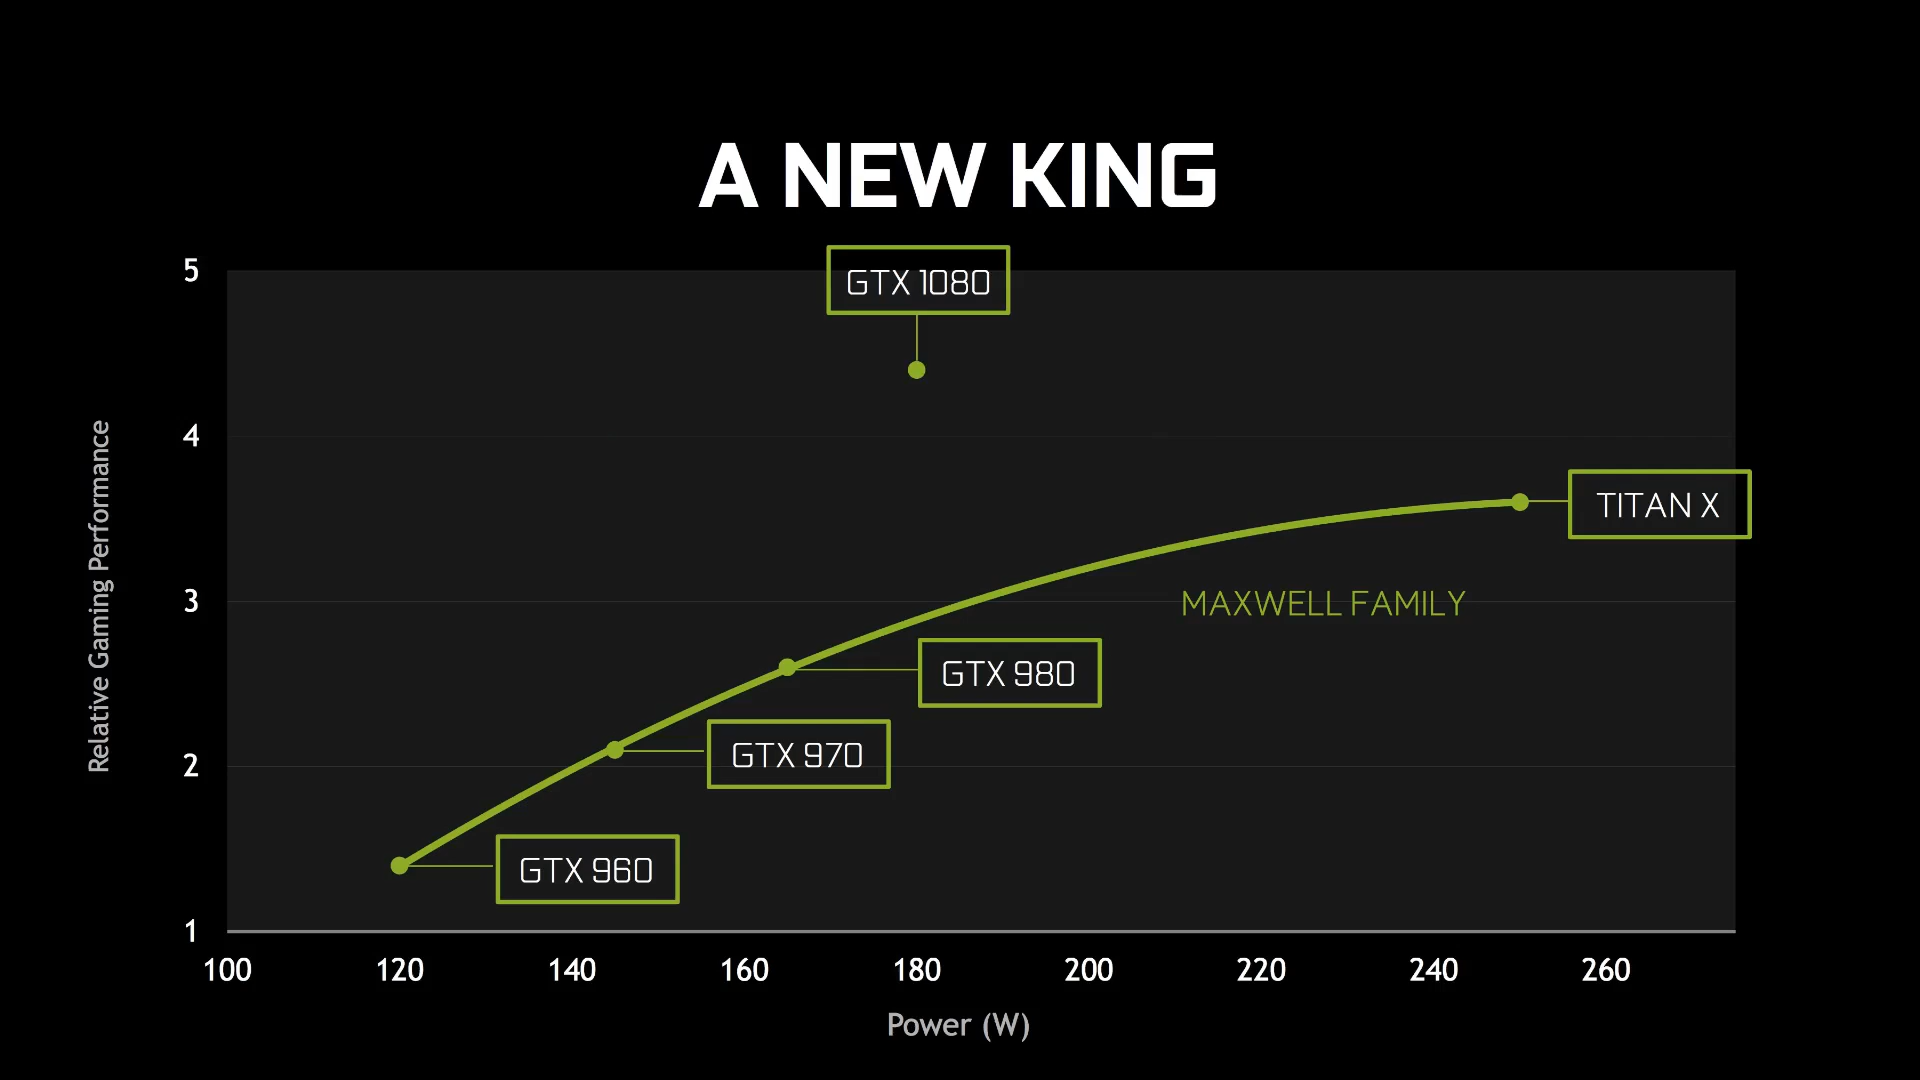 A NEW KING
5
GTX 1080
4
TITAN X
3
MAXWELL FAMILY
GTX 980
GTX 970
2
GTX 960
1
Relative Gaming Performance
100 120 140 160 180 200 220 240 260
Power (W)